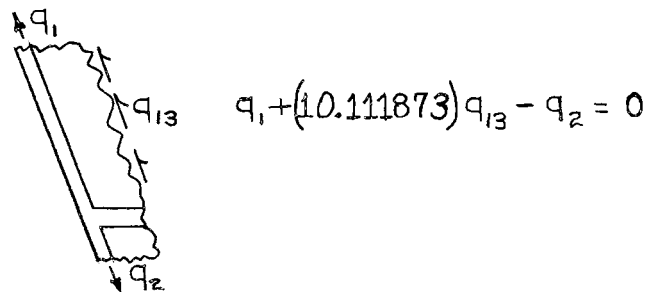 q₁
q₁₃
q₁+(10.111873)q₁₃ - q₂ = 0
q₂